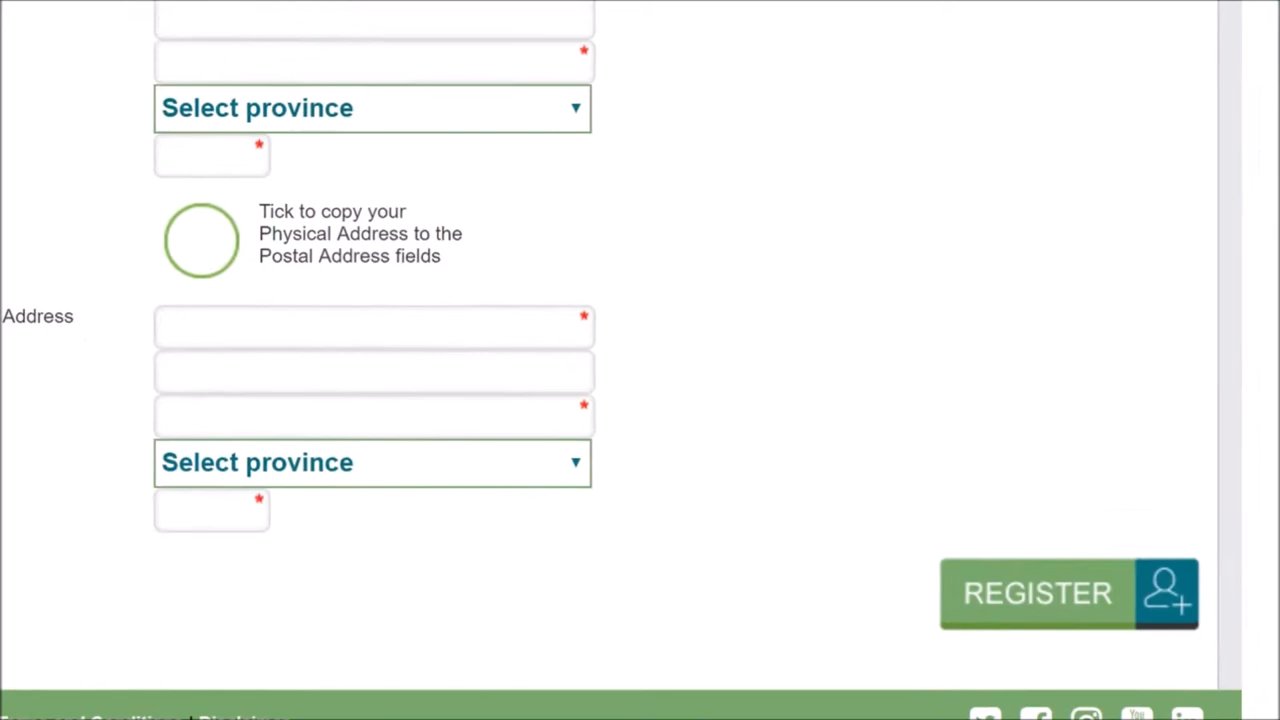 *
Select province
*
Tick to copy your
Physical Address to the
Postal Address fields
Address
*
*
Select province
*
REGISTER